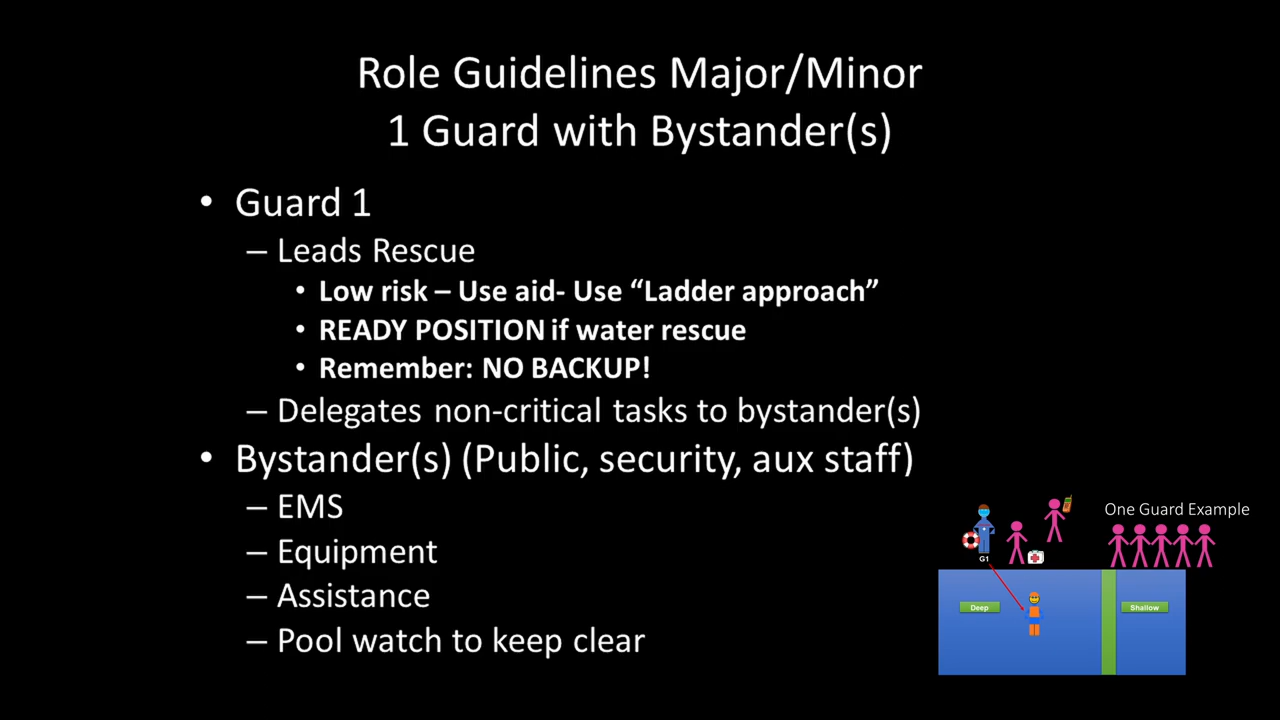 Role Guidelines Major/Minor
1 Guard with Bystander(s)
• Guard 1
– Leads Rescue
• Low risk – Use aid- Use “Ladder approach”
• READY POSITION if water rescue
• Remember: NO BACKUP!
– Delegates non-critical tasks to bystander(s)
• Bystander(s) (Public, security, aux staff)
– EMS
– Equipment
– Assistance
– Pool watch to keep clear
One Guard Example
G1
Deep
Shallow